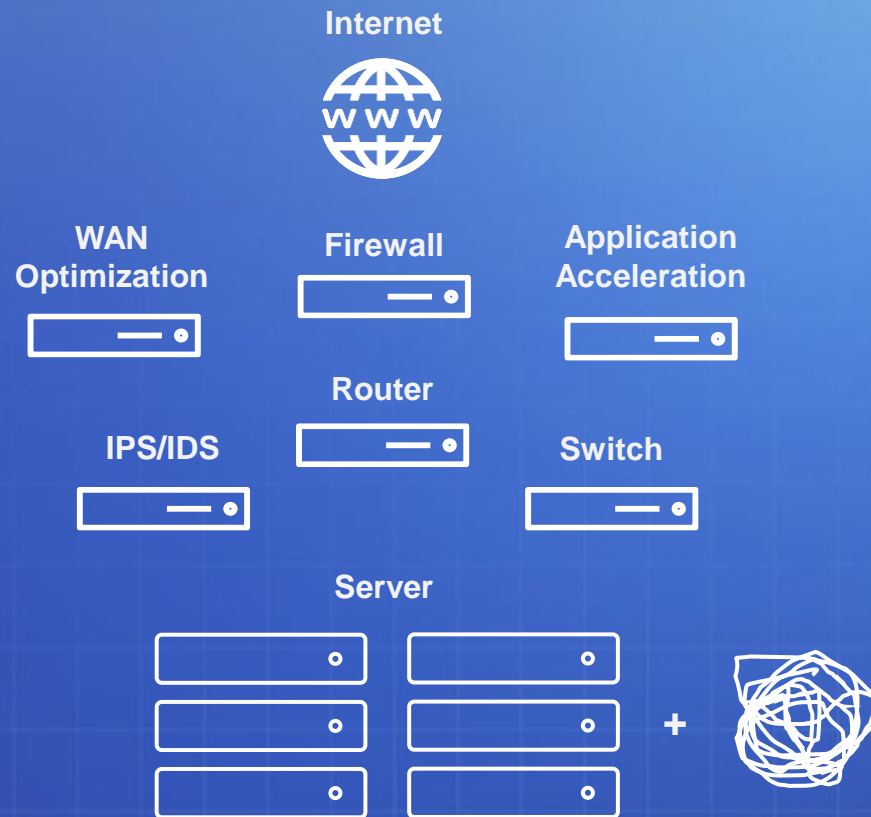 Internet
WWW
WAN
Optimization
Firewall
Application
Acceleration
Router
IPS/IDS
Switch
Server
+